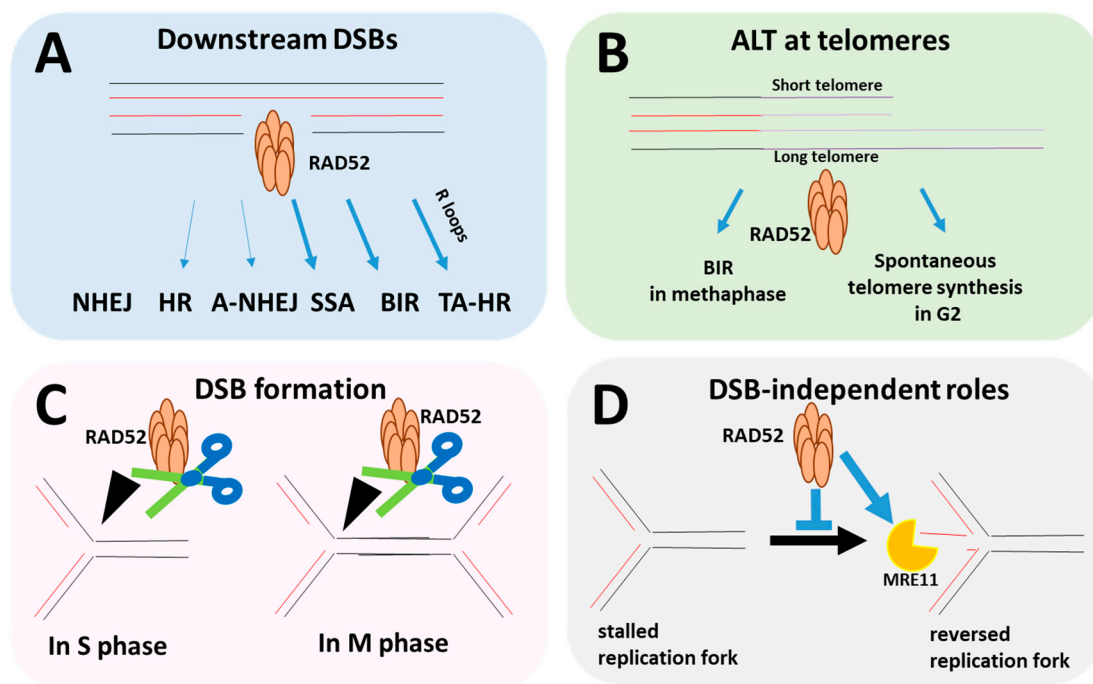 A
Downstream DSBs
RAD52
R loops
NHEJ HR A-NHEJ SSA BIR TA-HR
B
ALT at telomeres
Short telomere
Long telomere
RAD52
BIR
in metaphase
Spontaneous
telomere synthesis
in G2
C
DSB formation
RAD52
RAD52
In S phase
In M phase
D
DSB-independent roles
RAD52
MRE11
stalled
replication fork
reversed
replication fork